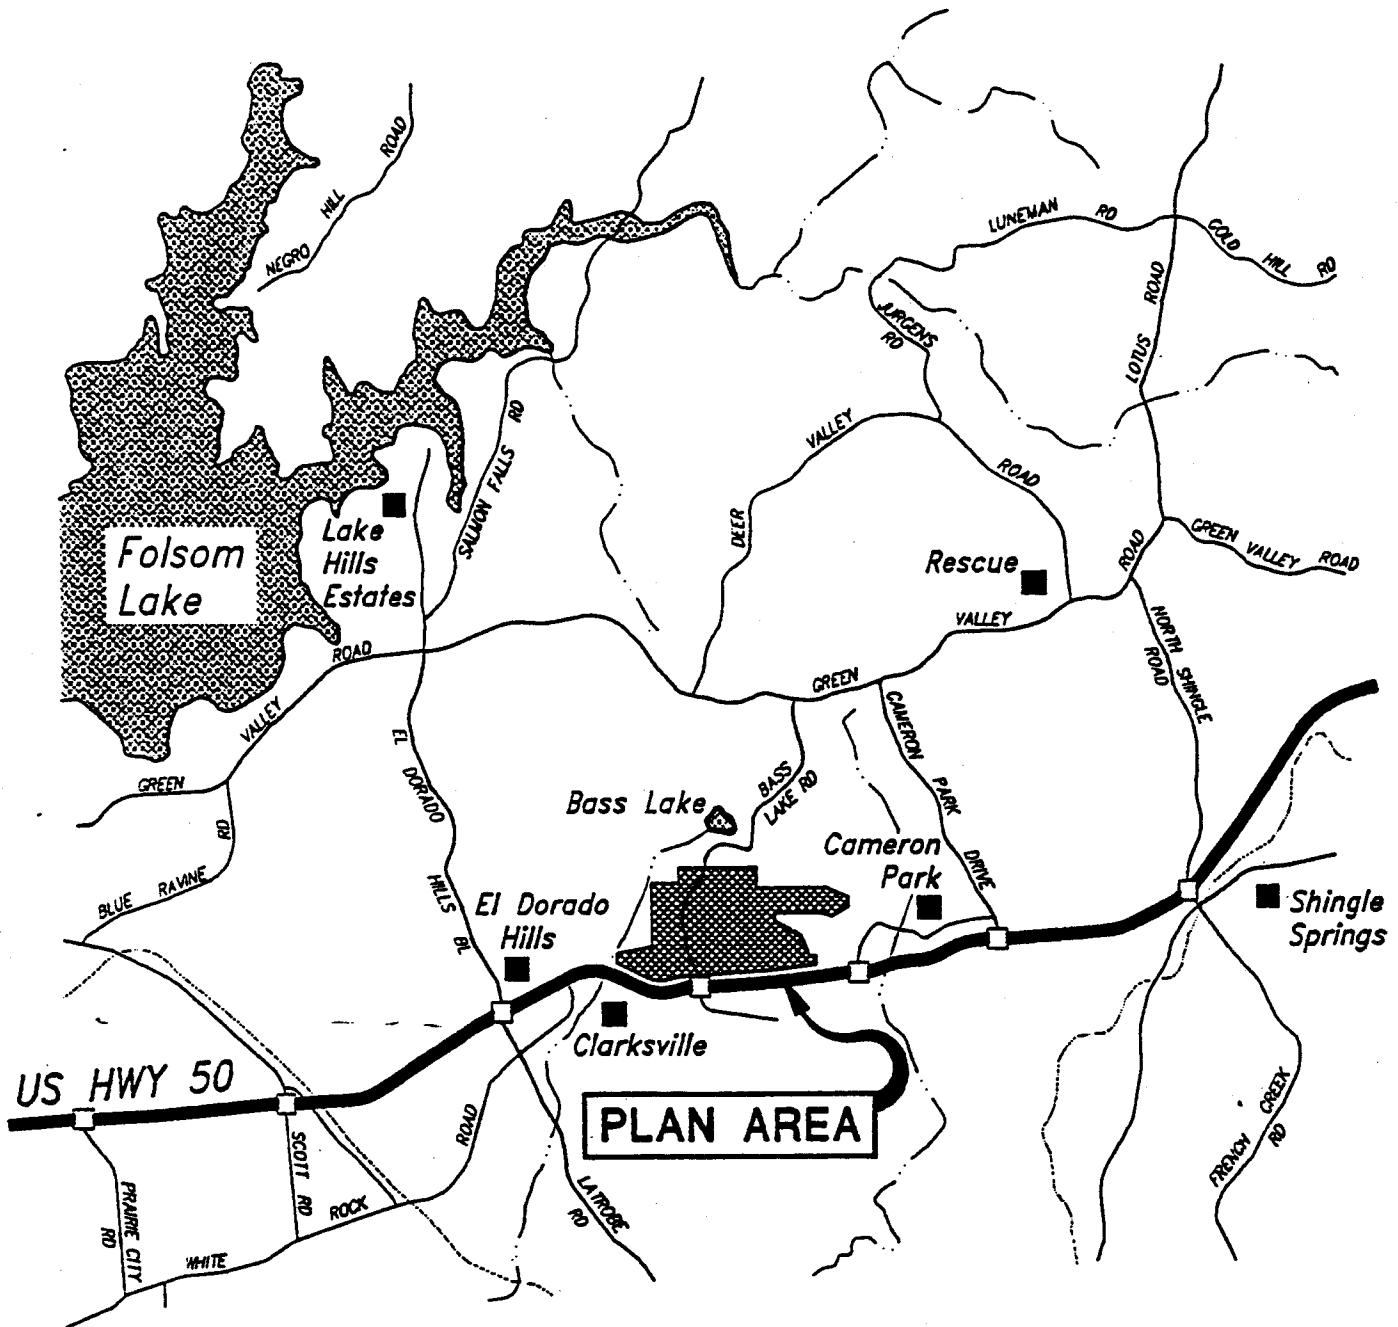 NEGRO HILL ROAD
LUNEMAN RD
GOLD HILL RD
JURGENS RD
LOTUS ROAD
SALMON FALLS RD
DEER VALLEY ROAD
Folsom
Lake
Lake
Hills
Estates
Rescue
GREEN VALLEY ROAD
GREEN VALLEY ROAD
GREEN VALLEY ROAD
NORTH SHINGLE
ROAD
EL DORADO HILLS BL
CAMERON PARK DRIVE
BASS
LAKE RD
Bass Lake
Cameron
Park
BLUE RAVINE RD
El Dorado
Hills
Shingle
Springs
Clarksville
US HWY 50
PLAN AREA
SCOTT RD
PRAIRIE CITY
RD
WHITE ROCK ROAD
LATROBE
RD
FRENCH CREEK
RD